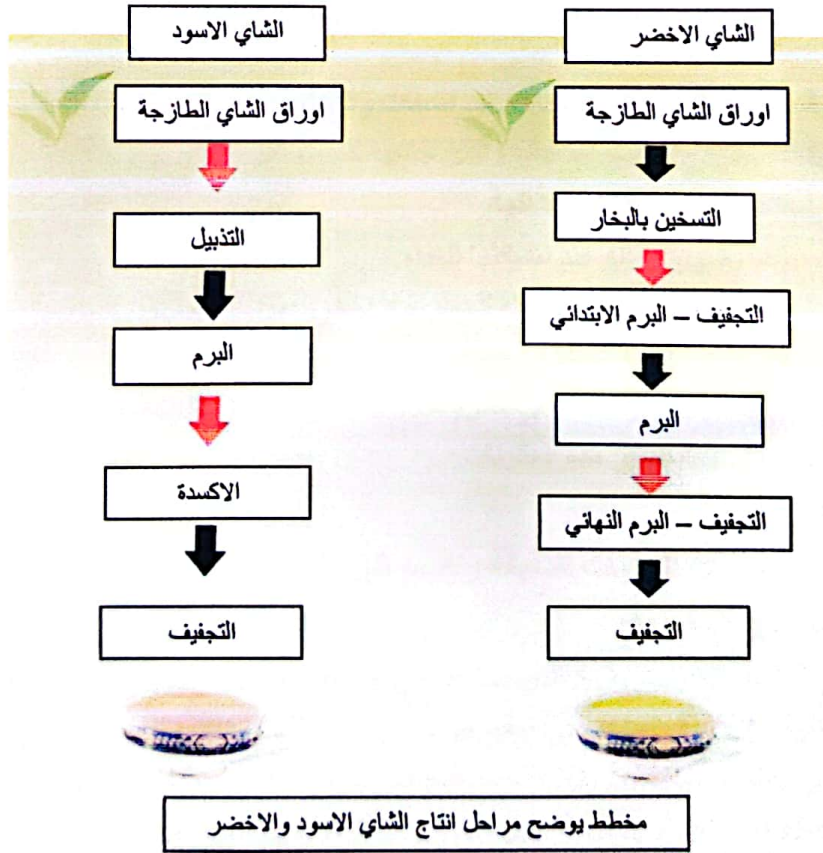 الشاي الاخضر
اوراق الشاي الطازجة
التسخين بالبخار
التجفيف – البرم الابتدائي
البرم
التجفيف – البرم النهائي
التجفيف
الشاي الاسود
اوراق الشاي الطازجة
التذبيل
البرم
الاكسدة
التجفيف
مخطط يوضح مراحل انتاج الشاي الاسود والاخضر